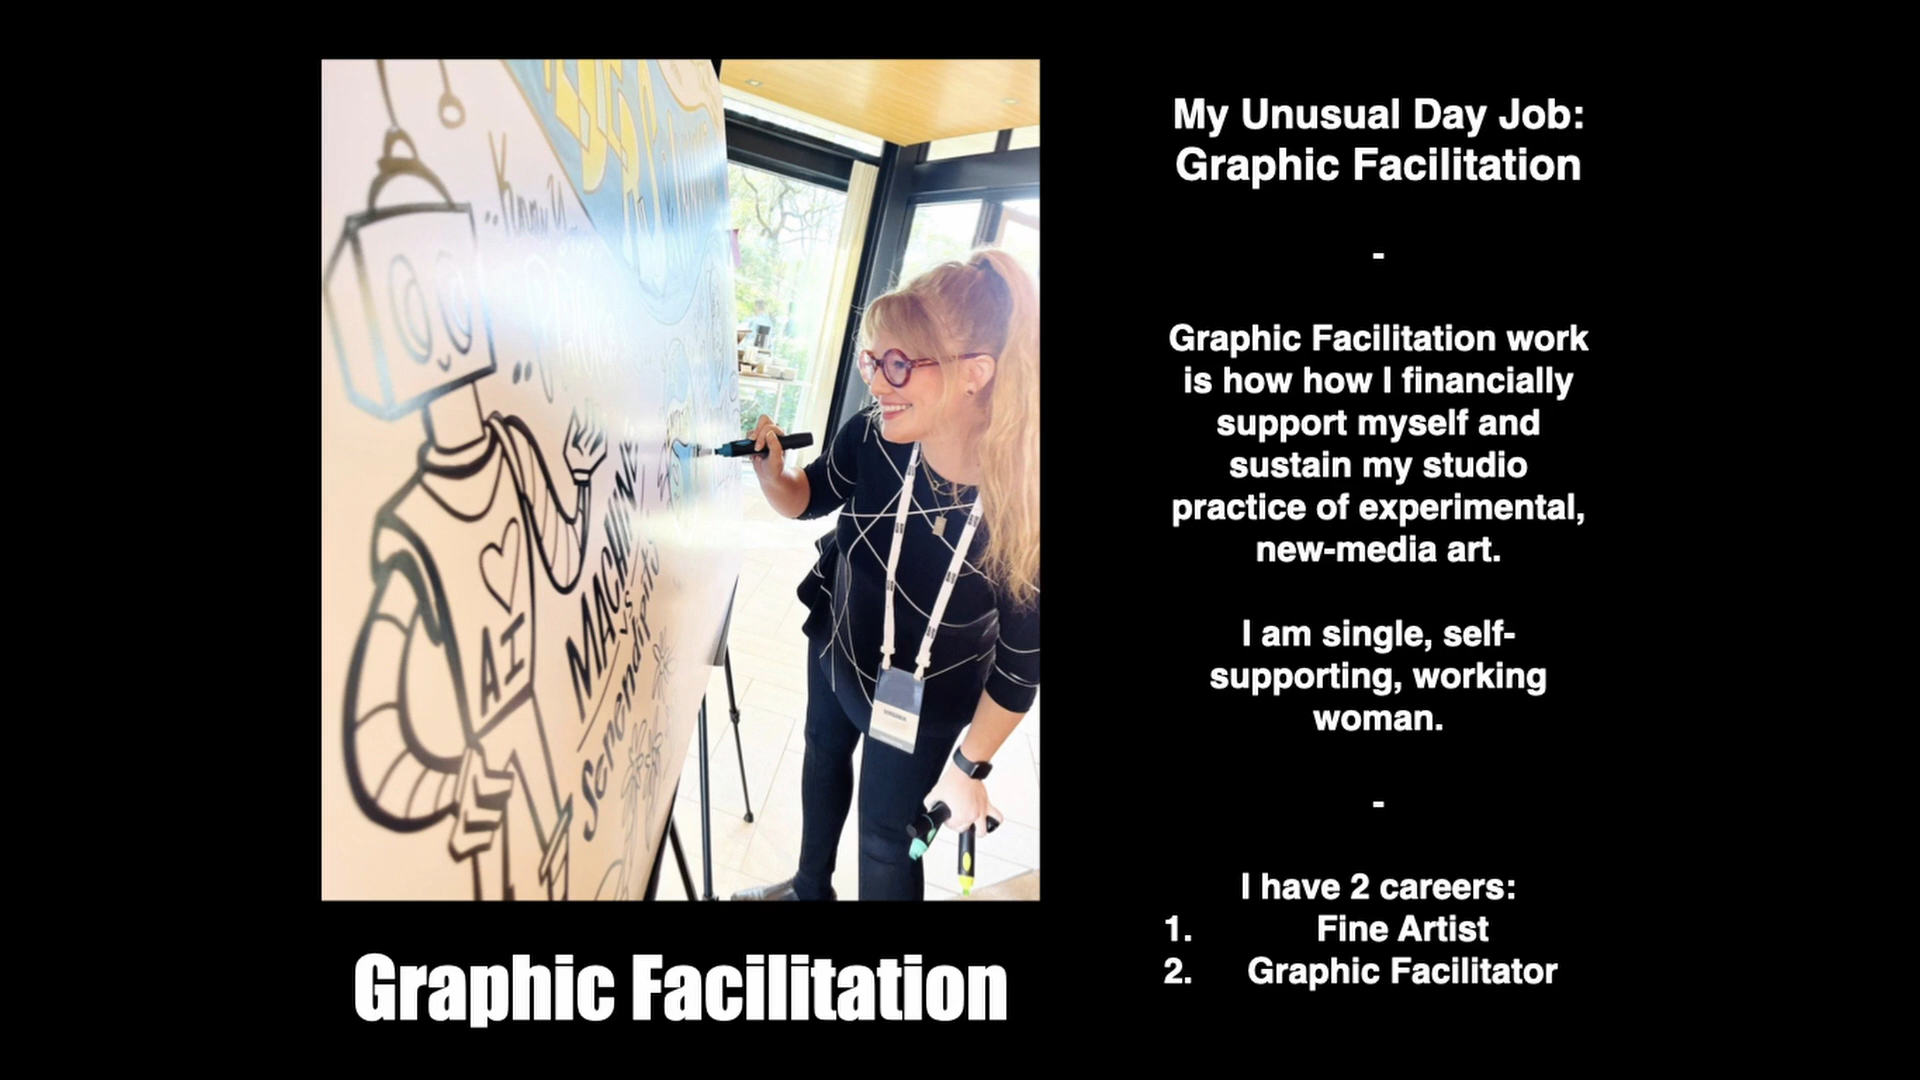 My Unusual Day Job:
Graphic Facilitation
-
Graphic Facilitation work
is how how I financially
support myself and
sustain my studio
practice of experimental,
new-media art.
I am single, self-
supporting, working
woman.
-
I have 2 careers:
1. Fine Artist
2. Graphic Facilitator
AI
MACHINE
Graphic Facilitation